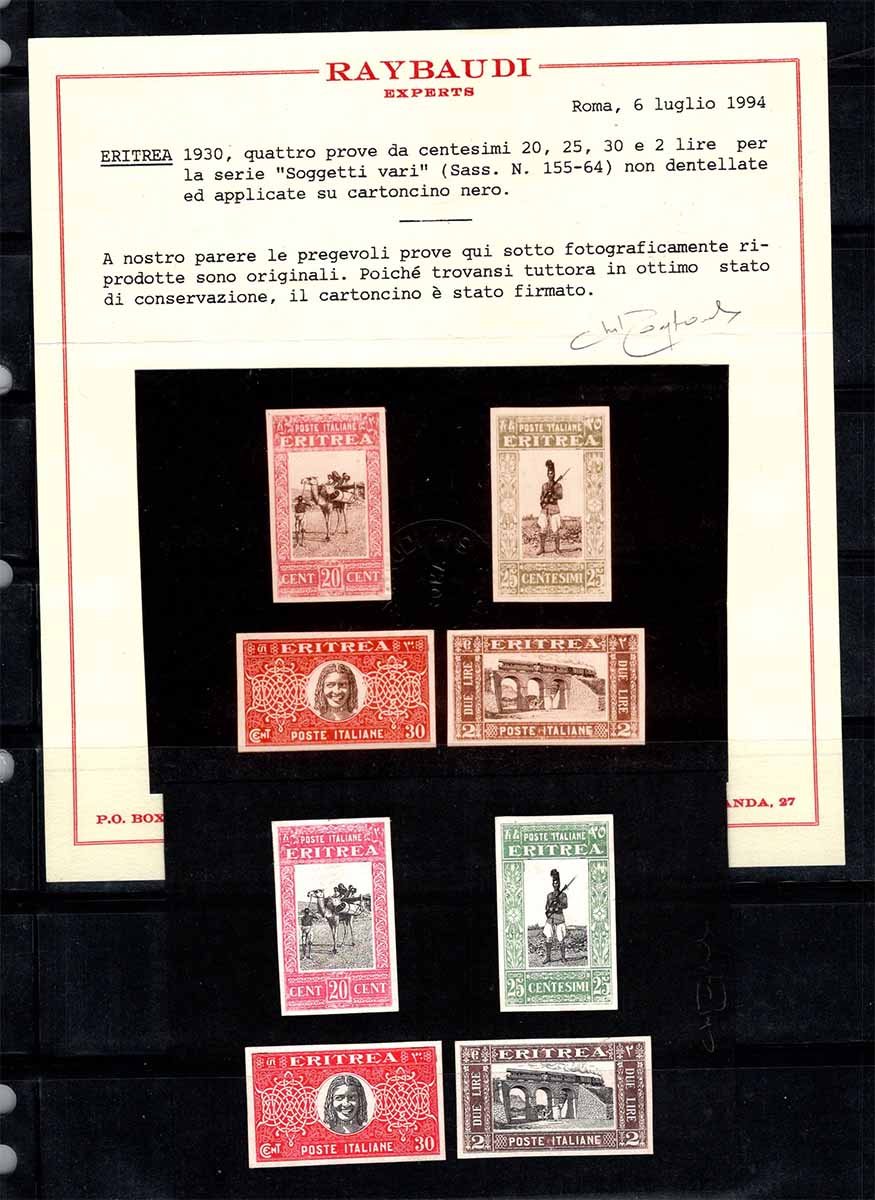 RAYBAUDI
EXPERTS
Roma, 6 luglio 1994
ERITREA 1930, quattro prove da centesimi 20, 25, 30 e 2 lire per
la serie "Soggetti vari" (Sass. N. 155-64) non dentellate
ed applicate su cartoncino nero.
A nostro parere le pregevoli prove qui sotto fotograficamente ri-
prodotte sono originali. Poiché trovansi tuttora in ottimo stato
di conservazione, il cartoncino è stato firmato.
POSTE ITALIANE
ERITREA
CENT 20 CENT
POSTE ITALIANE
ERITREA
25 CENTESIMI 25
ERITREA
CENT 30
POSTE ITALIANE
ERITREA
DUE LIRE DUE LIRE
2 POSTE ITALIANE 2
P.O. BOX
ANDA, 27
POSTE ITALIANE
ERITREA
CENT 20 CENT
POSTE ITALIANE
ERITREA
25 CENTESIMI 25
ERITREA
CENT 30
POSTE ITALIANE
ERITREA
DUE LIRE DUE LIRE
2 POSTE ITALIANE 2